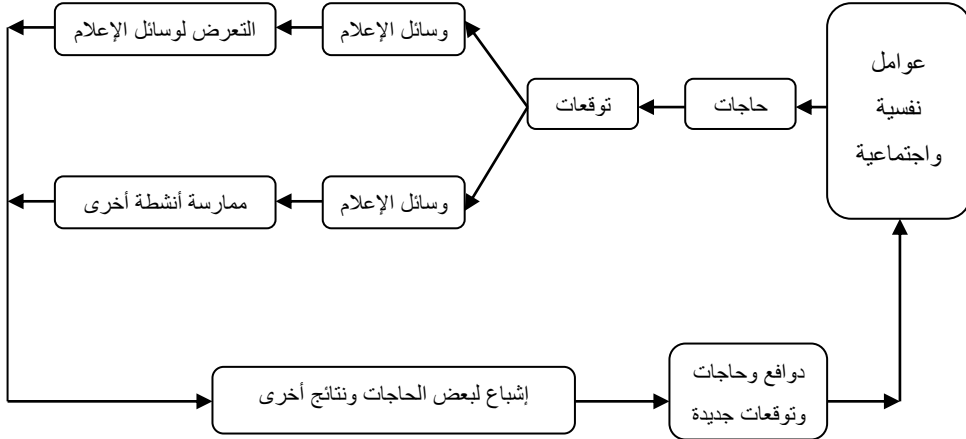 عوامل
نفسية
واجتماعية
حاجات
توقعات
وسائل الإعلام
التعرض لوسائل الإعلام
وسائل الإعلام
ممارسة أنشطة أخرى
إشباع لبعض الحاجات ونتائج أخرى
دوافع وحاجات
وتوقعات جديدة